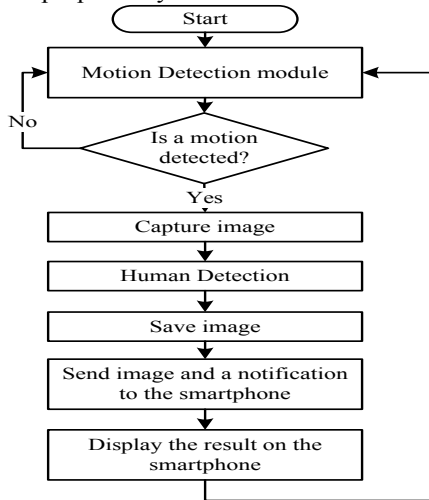 Start
Motion Detection module
No
Is a motion
detected?
Yes
Capture image
Human Detection
Save image
Send image and a notification
to the smartphone
Display the result on the
smartphone